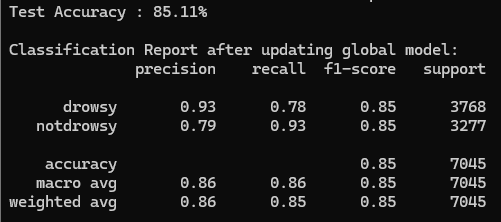 Test Accuracy : 85.11%
Classification Report after updating global model:
precision recall f1-score support
drowsy 0.93 0.78 0.85 3768
notdrowsy 0.79 0.93 0.85 3277
accuracy 0.85 7045
macro avg 0.86 0.86 0.85 7045
weighted avg 0.86 0.85 0.85 7045